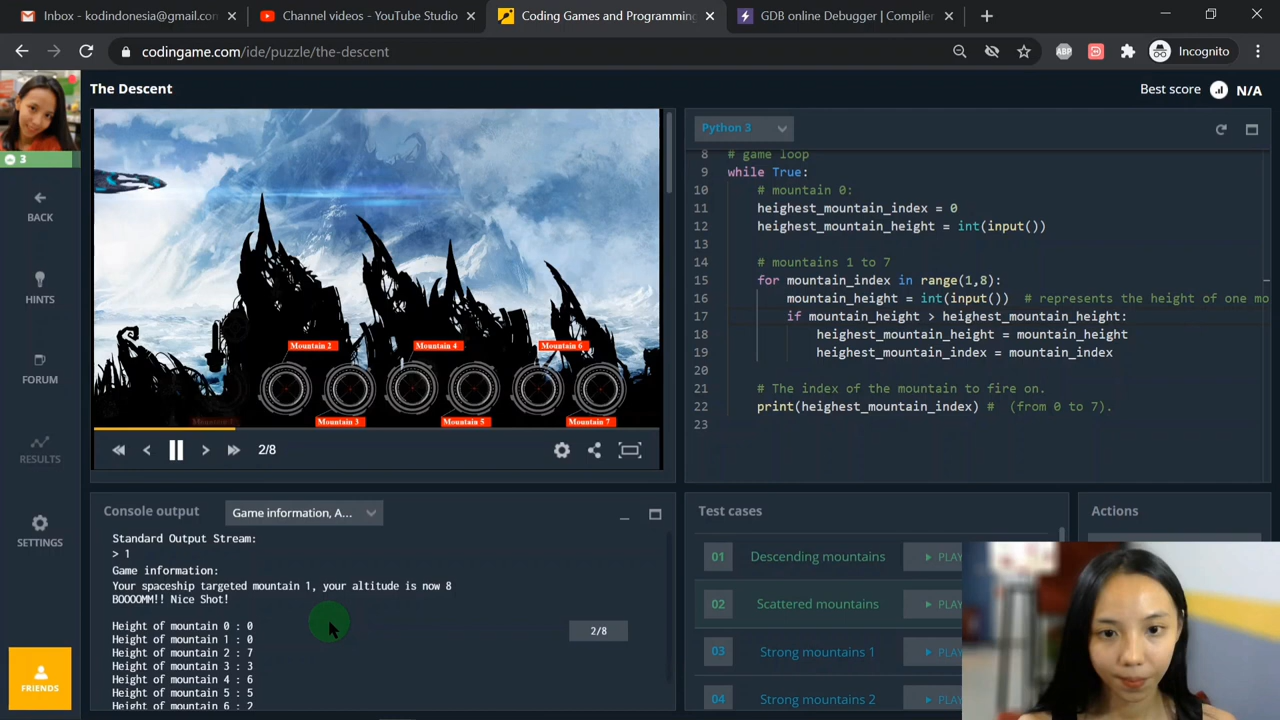 Inbox - kodindonesia@gmail.com
Channel videos - YouTube Studio
Coding Games and Programming
GDB online Debugger | Compiler
codingame.com/ide/puzzle/the-descent
ABP
Incognito
The Descent
Best score
N/A
3
BACK
HINTS
FORUM
RESULTS
SETTINGS
FRIENDS
Mountain 2
Mountain 4
Mountain 6
Mountain 1
Mountain 3
Mountain 5
Mountain 7
2/8
Python 3
8 # game loop
9 while True:
10 # mountain 0:
11 heighest_mountain_index = 0
12 heighest_mountain_height = int(input())
13
14 # mountains 1 to 7
15 for mountain_index in range(1,8):
16 mountain_height = int(input()) # represents the height of one mo
17 if mountain_height > heighest_mountain_height:
18 heighest_mountain_height = mountain_height
19 heighest_mountain_index = mountain_index
20
21 # The index of the mountain to fire on.
22 print(heighest_mountain_index) # (from 0 to 7).
23
Console output
Game information, A...
Standard Output Stream:
> 1
Game information:
Your spaceship targeted mountain 1, your altitude is now 8
BOOOOMM!! Nice Shot!
Height of mountain 0 : 0
Height of mountain 1 : 0
Height of mountain 2 : 7
Height of mountain 3 : 3
Height of mountain 4 : 6
Height of mountain 5 : 5
Height of mountain 6 : 2
2/8
Test cases
01 Descending mountains PLAY
02 Scattered mountains PLAY
03 Strong mountains 1 PLAY
04 Strong mountains 2 PLAY
Actions